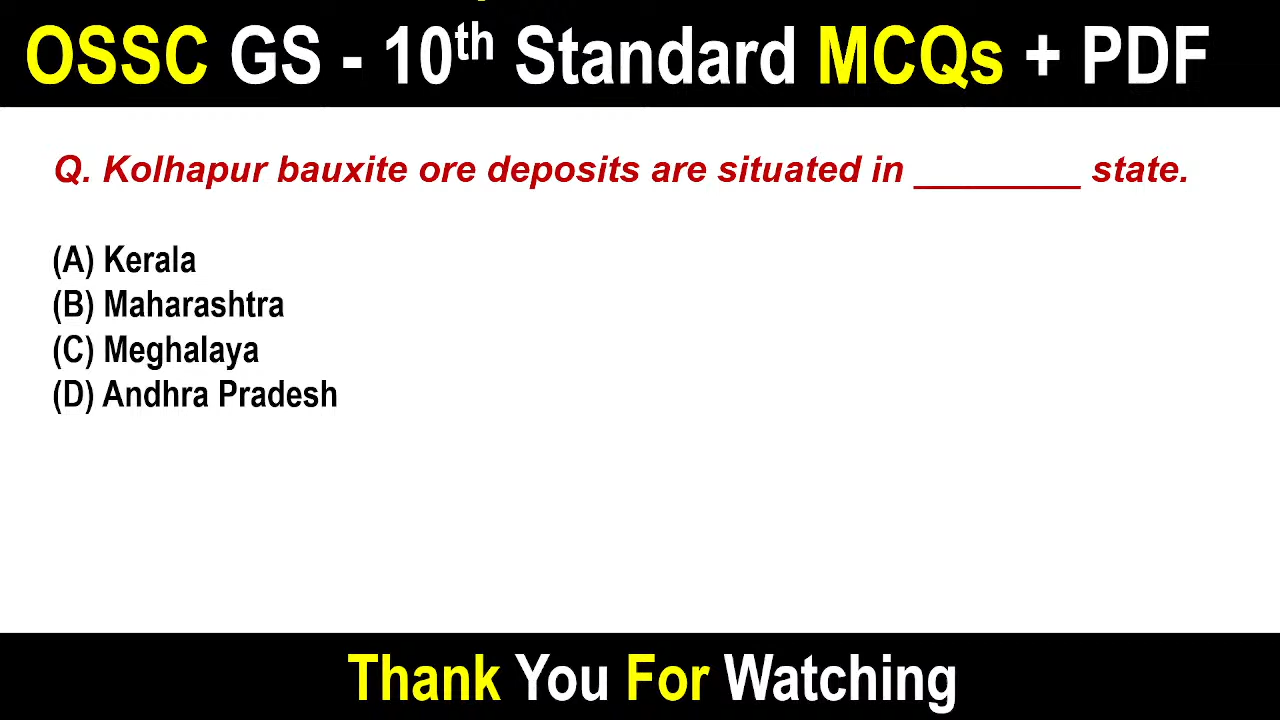 OSSC GS - 10th Standard MCQs + PDF
Q. Kolhapur bauxite ore deposits are situated in ________ state.
(A) Kerala
(B) Maharashtra
(C) Meghalaya
(D) Andhra Pradesh
Thank You For Watching